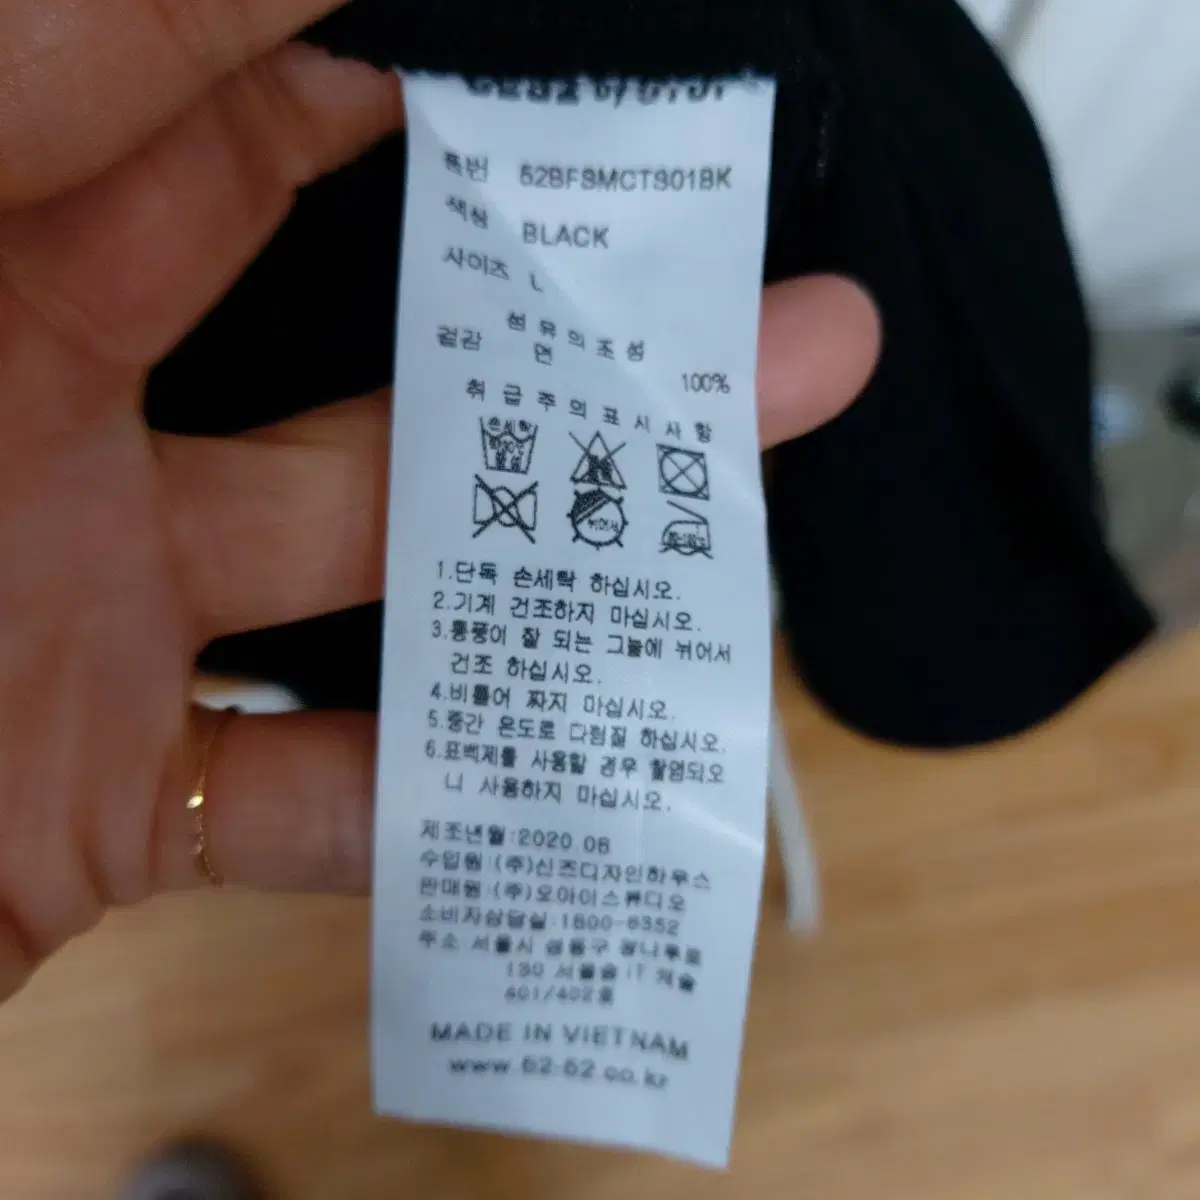 품번 52BFSMCTS01BK
색상 BLACK
사이즈 L
섬유의조성
겉감 면 100%
취급주의표시사항
손세탁
뉘어서
1.단독 손세탁 하십시오.
2.기계 건조하지 마십시오.
3.통풍이 잘 되는 그늘에 뉘어서
건조 하십시오.
4.비틀어 짜지 마십시오.
5.중간 온도로 다림질 하십시오.
6.표백제를 사용할 경우 탈염되오
니 사용하지 마십시오.
제조년월:2020.06
수입원:(주)신즈디자인하우스
판매원:(주)오아이스튜디오
소비자상담실:1800-6352
주소 서울시 성동구 왕십리로
130 서울숲 IT
401/402호
MADE IN VIETNAM
www.52-52.co.kr